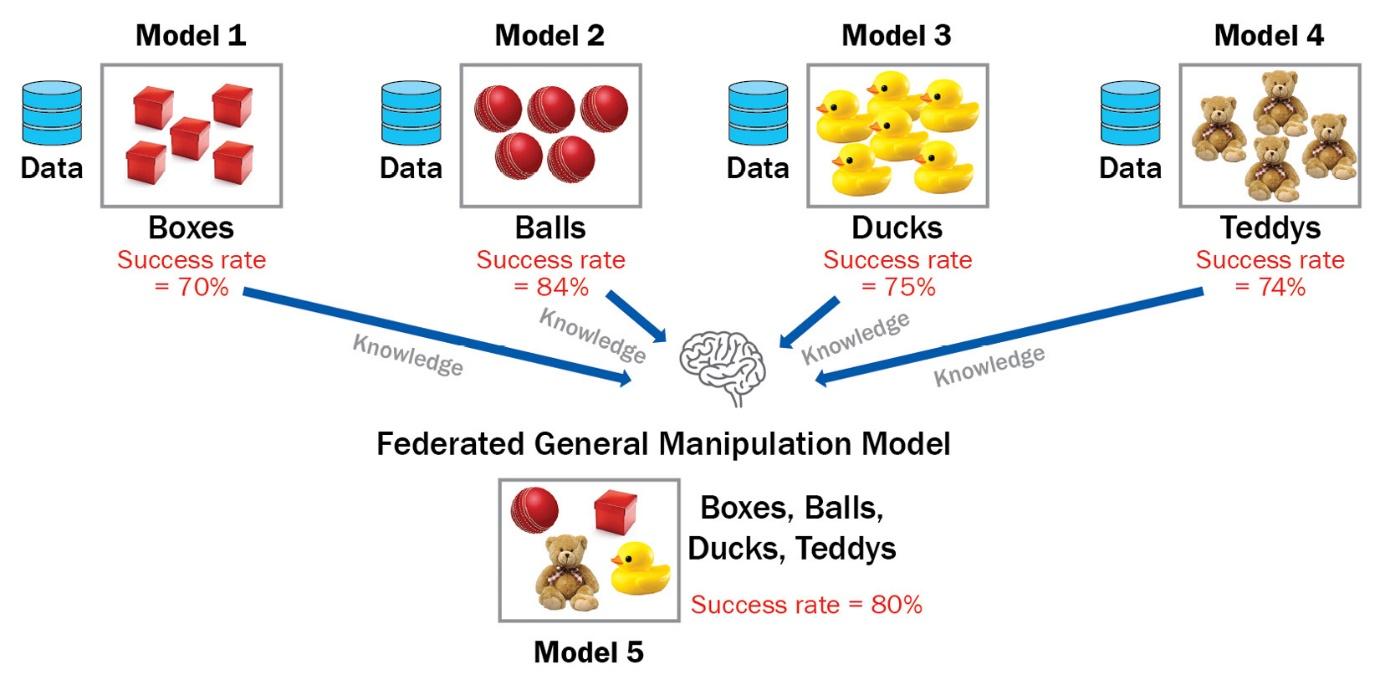 Model 1
Model 2
Model 3
Model 4
Data
Data
Data
Data
Boxes
Balls
Ducks
Teddys
Success rate
= 70%
Success rate
= 84%
Success rate
= 75%
Success rate
= 74%
Knowledge
Knowledge
Knowledge
Knowledge
Federated General Manipulation Model
Boxes, Balls,
Ducks, Teddys
Success rate = 80%
Model 5